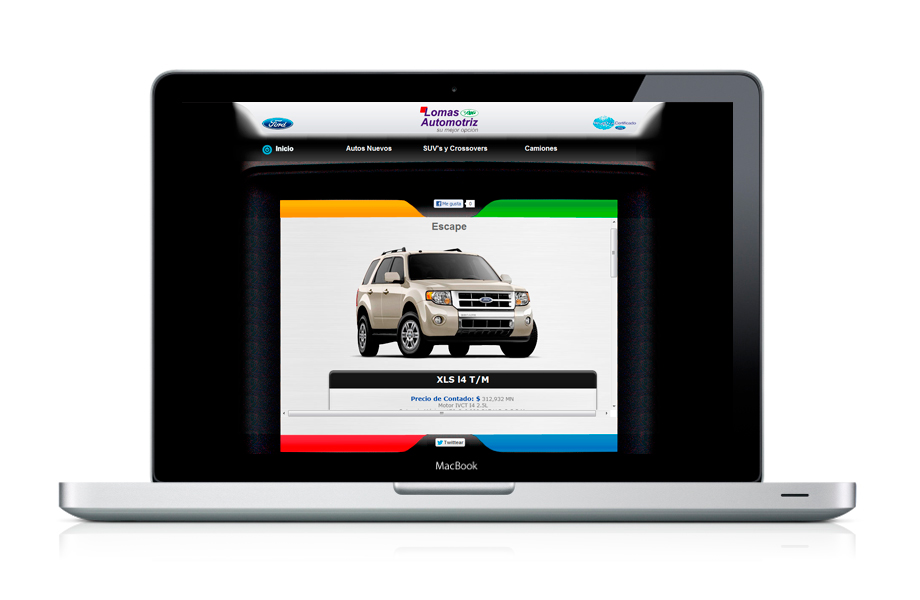 Ford
Lomas
Automotriz
su mejor opción
Certificado
Inicio
Autos Nuevos
SUV's y Crossovers
Camiones
Me gusta
0
Escape
XLS I4 T/M
Precio de Contado: $ 312,932 MN
Motor IVCT I4 2.5L
Twittear
MacBook